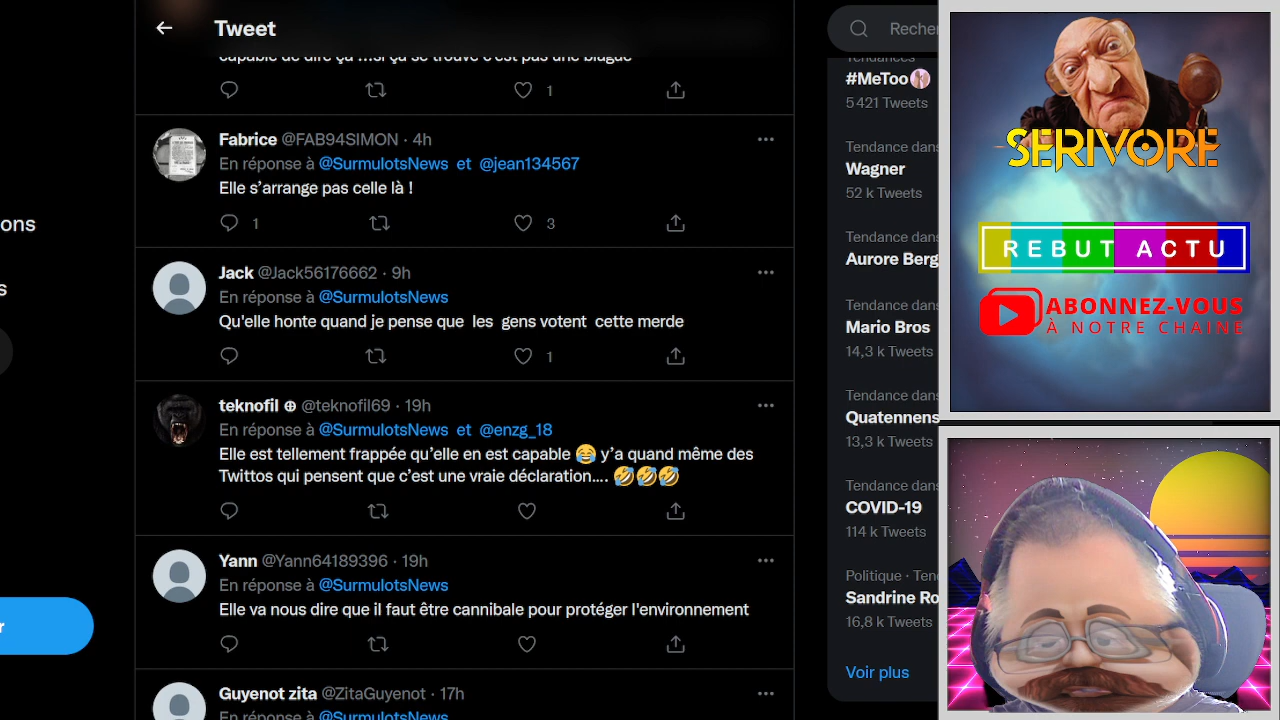 Tweet
capable de dire ça ...si ça se trouve c'est pas une blague
1
Fabrice @FAB94SIMON · 4h
En réponse à @SurmulotsNews et @jean134567
Elle s’arrange pas celle là !
1 3
Jack @Jack56176662 · 9h
En réponse à @SurmulotsNews
Qu'elle honte quand je pense que les gens votent cette merde
1
teknofil ⊕ @teknofil69 · 19h
En réponse à @SurmulotsNews et @enzg_18
Elle est tellement frappée qu’elle en est capable 😂 y’a quand même des
Twittos qui pensent que c’est une vraie déclaration.... 🤣🤣🤣
Yann @Yann64189396 · 19h
En réponse à @SurmulotsNews
Elle va nous dire que il faut être cannibale pour protéger l'environnement
Guyenot zita @ZitaGuyenot · 17h
En réponse à @SurmulotsNews
ons
s
r
Recher
Tendances
#MeToo
5 421 Tweets
Tendance dans
Wagner
52 k Tweets
Tendance dans
Aurore Berg
Tendance dans
Mario Bros
14,3 k Tweets
Tendance dans
Quatennens
13,3 k Tweets
Tendance dans
COVID-19
114 k Tweets
Politique · Ten
Sandrine Ro
16,8 k Tweets
Voir plus
SERIVORE
REBUT ACTU
ABONNEZ-VOUS
À NOTRE CHAINE